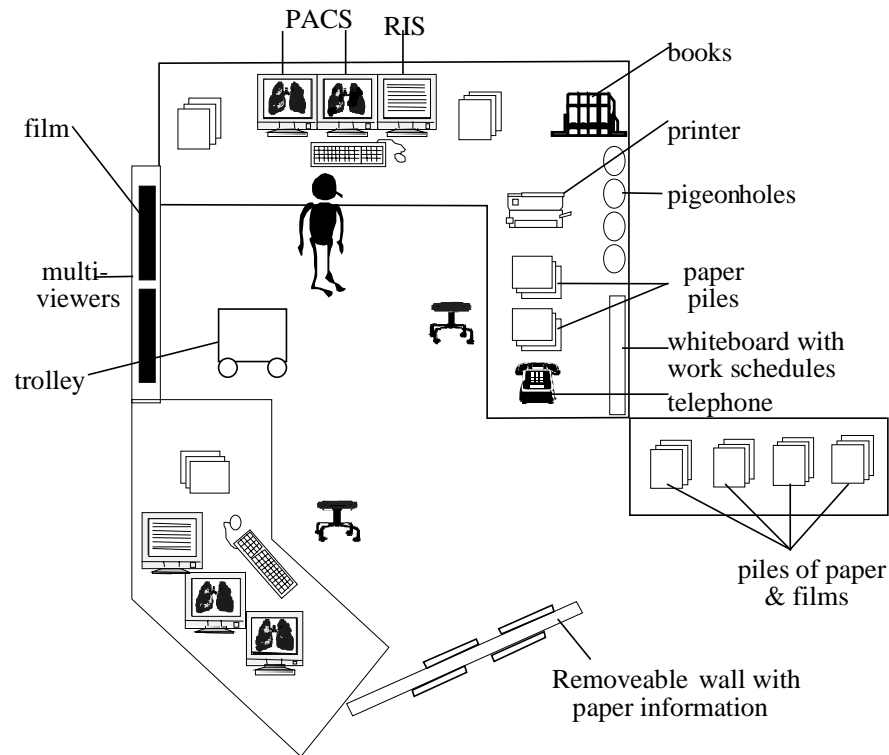 PACS
RIS
books
film
printer
pigeonholes
multi-
viewers
paper
piles
trolley
whiteboard with
work schedules
telephone
piles of paper
& films
Removeable wall with
paper information